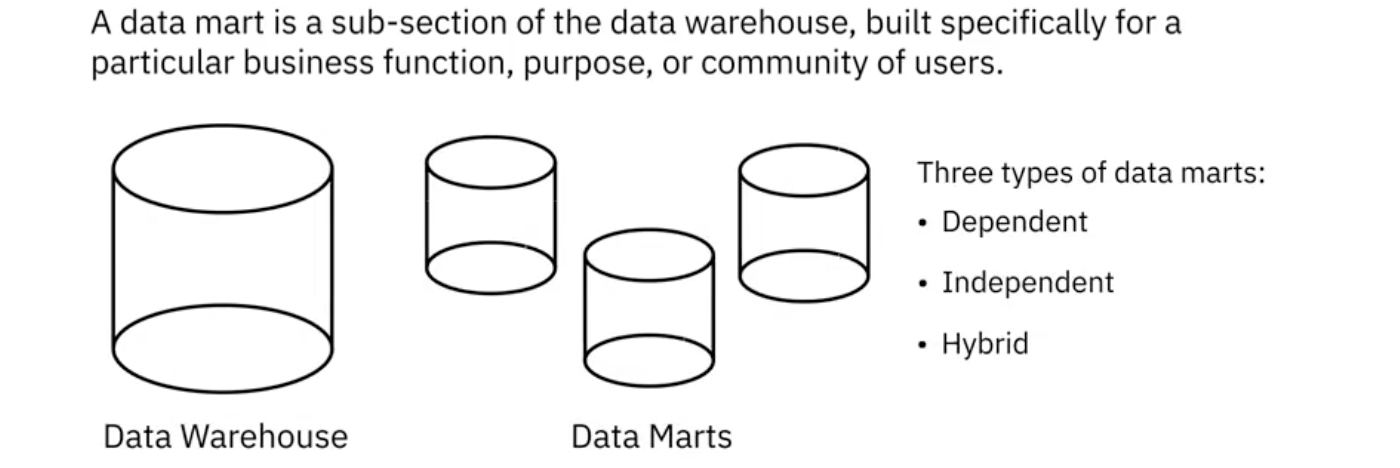 A data mart is a sub-section of the data warehouse, built specifically for a
particular business function, purpose, or community of users.
Three types of data marts:
• Dependent
• Independent
• Hybrid
Data Warehouse
Data Marts